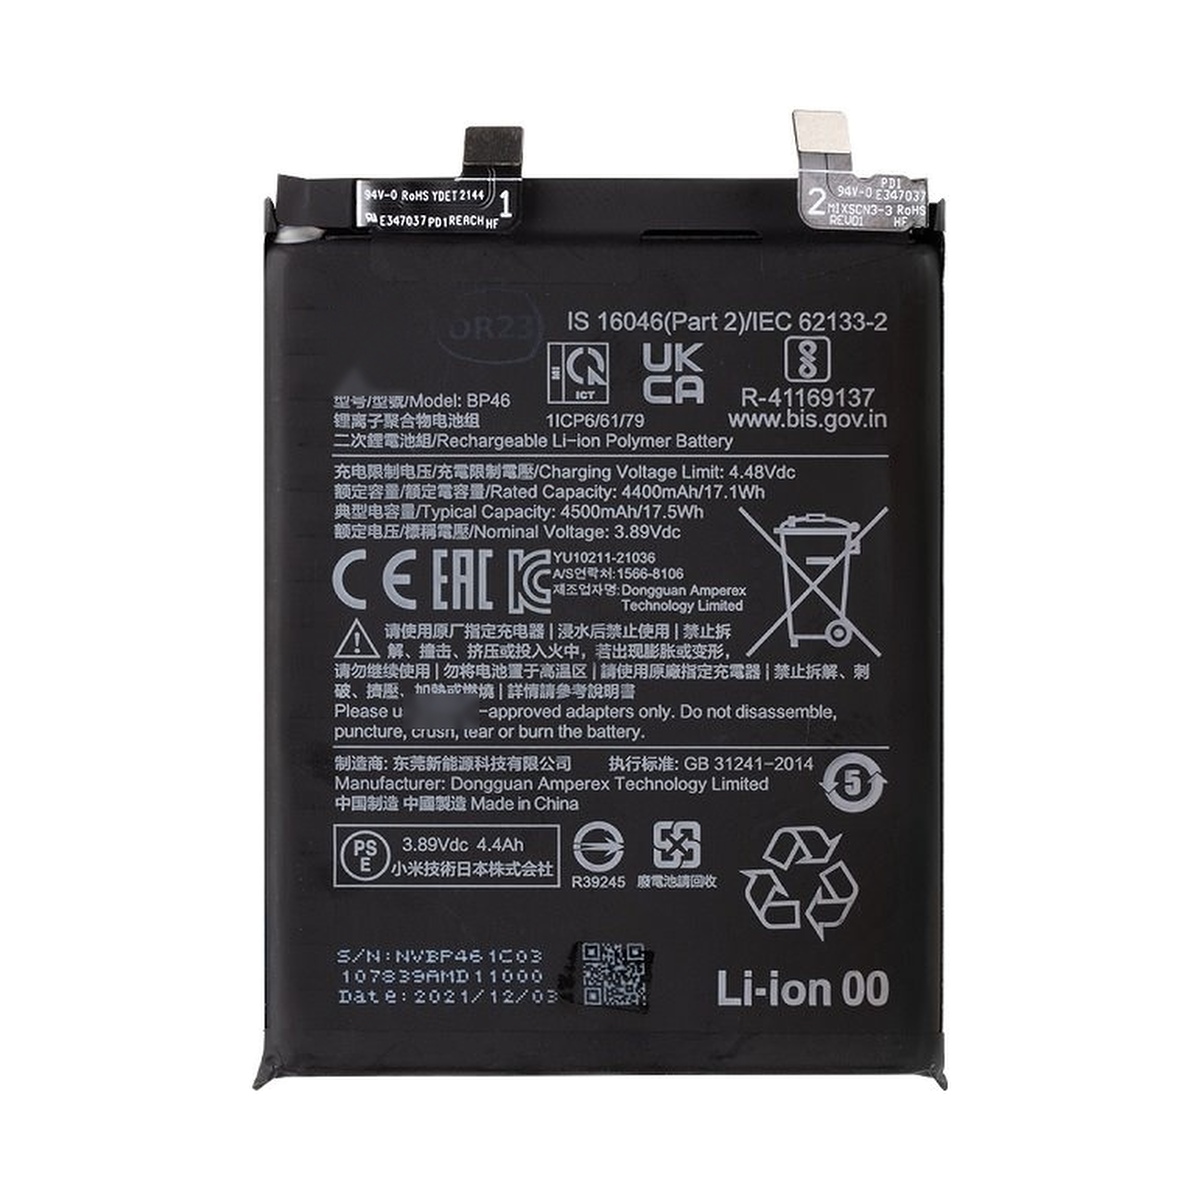 94V-0 RoHS YDET 2144 1
E347037 PD1 REACH HF
PDI
94V-0 E347037
2 MIXSCN3-3 RoHS
REV01 HF
OR23
IS 16046(Part 2)/IEC 62133-2
MI ICT
UK
CA
R-41169137
www.bis.gov.in
型号/型號/Model: BP46
锂离子聚合物电池组 1ICP6/61/79
二次鋰電池組/Rechargeable Li-ion Polymer Battery
充电限制电压/充電限制電壓/Charging Voltage Limit: 4.48Vdc
额定容量/額定電容量/Rated Capacity: 4400mAh/17.1Wh
典型电容量/Typical Capacity: 4500mAh/17.5Wh
额定电压/標稱電壓/Nominal Voltage: 3.89Vdc
CE EAC
YU10211-21036
A/S연락처: 1566-8106
제조업자명: Dongguan Amperex
Technology Limited
请使用原厂指定充电器 | 浸水后禁止使用 | 禁止拆
解、撞击、挤压或投入火中，若出现膨胀或变形，
请勿继续使用 | 勿将电池置于高温区 | 請使用原廠指定充電器 | 禁止拆解、刺
破、擠壓、加熱或燃燒 | 詳情請參考說明書
Please -approved adapters only. Do not disassemble,
puncture, crush, tear or burn the battery.
制造商: 东莞新能源科技有限公司 执行标准: GB 31241-2014
Manufacturer: Dongguan Amperex Technology Limited
中国制造 中國製造 Made in China
5
PS
E
3.89Vdc 4.4Ah
小米技術日本株式会社
R39245
廢電池請回收
S/N:NVBP461C03
107839AMD11000
Date:2021/12/03
Li-ion 00